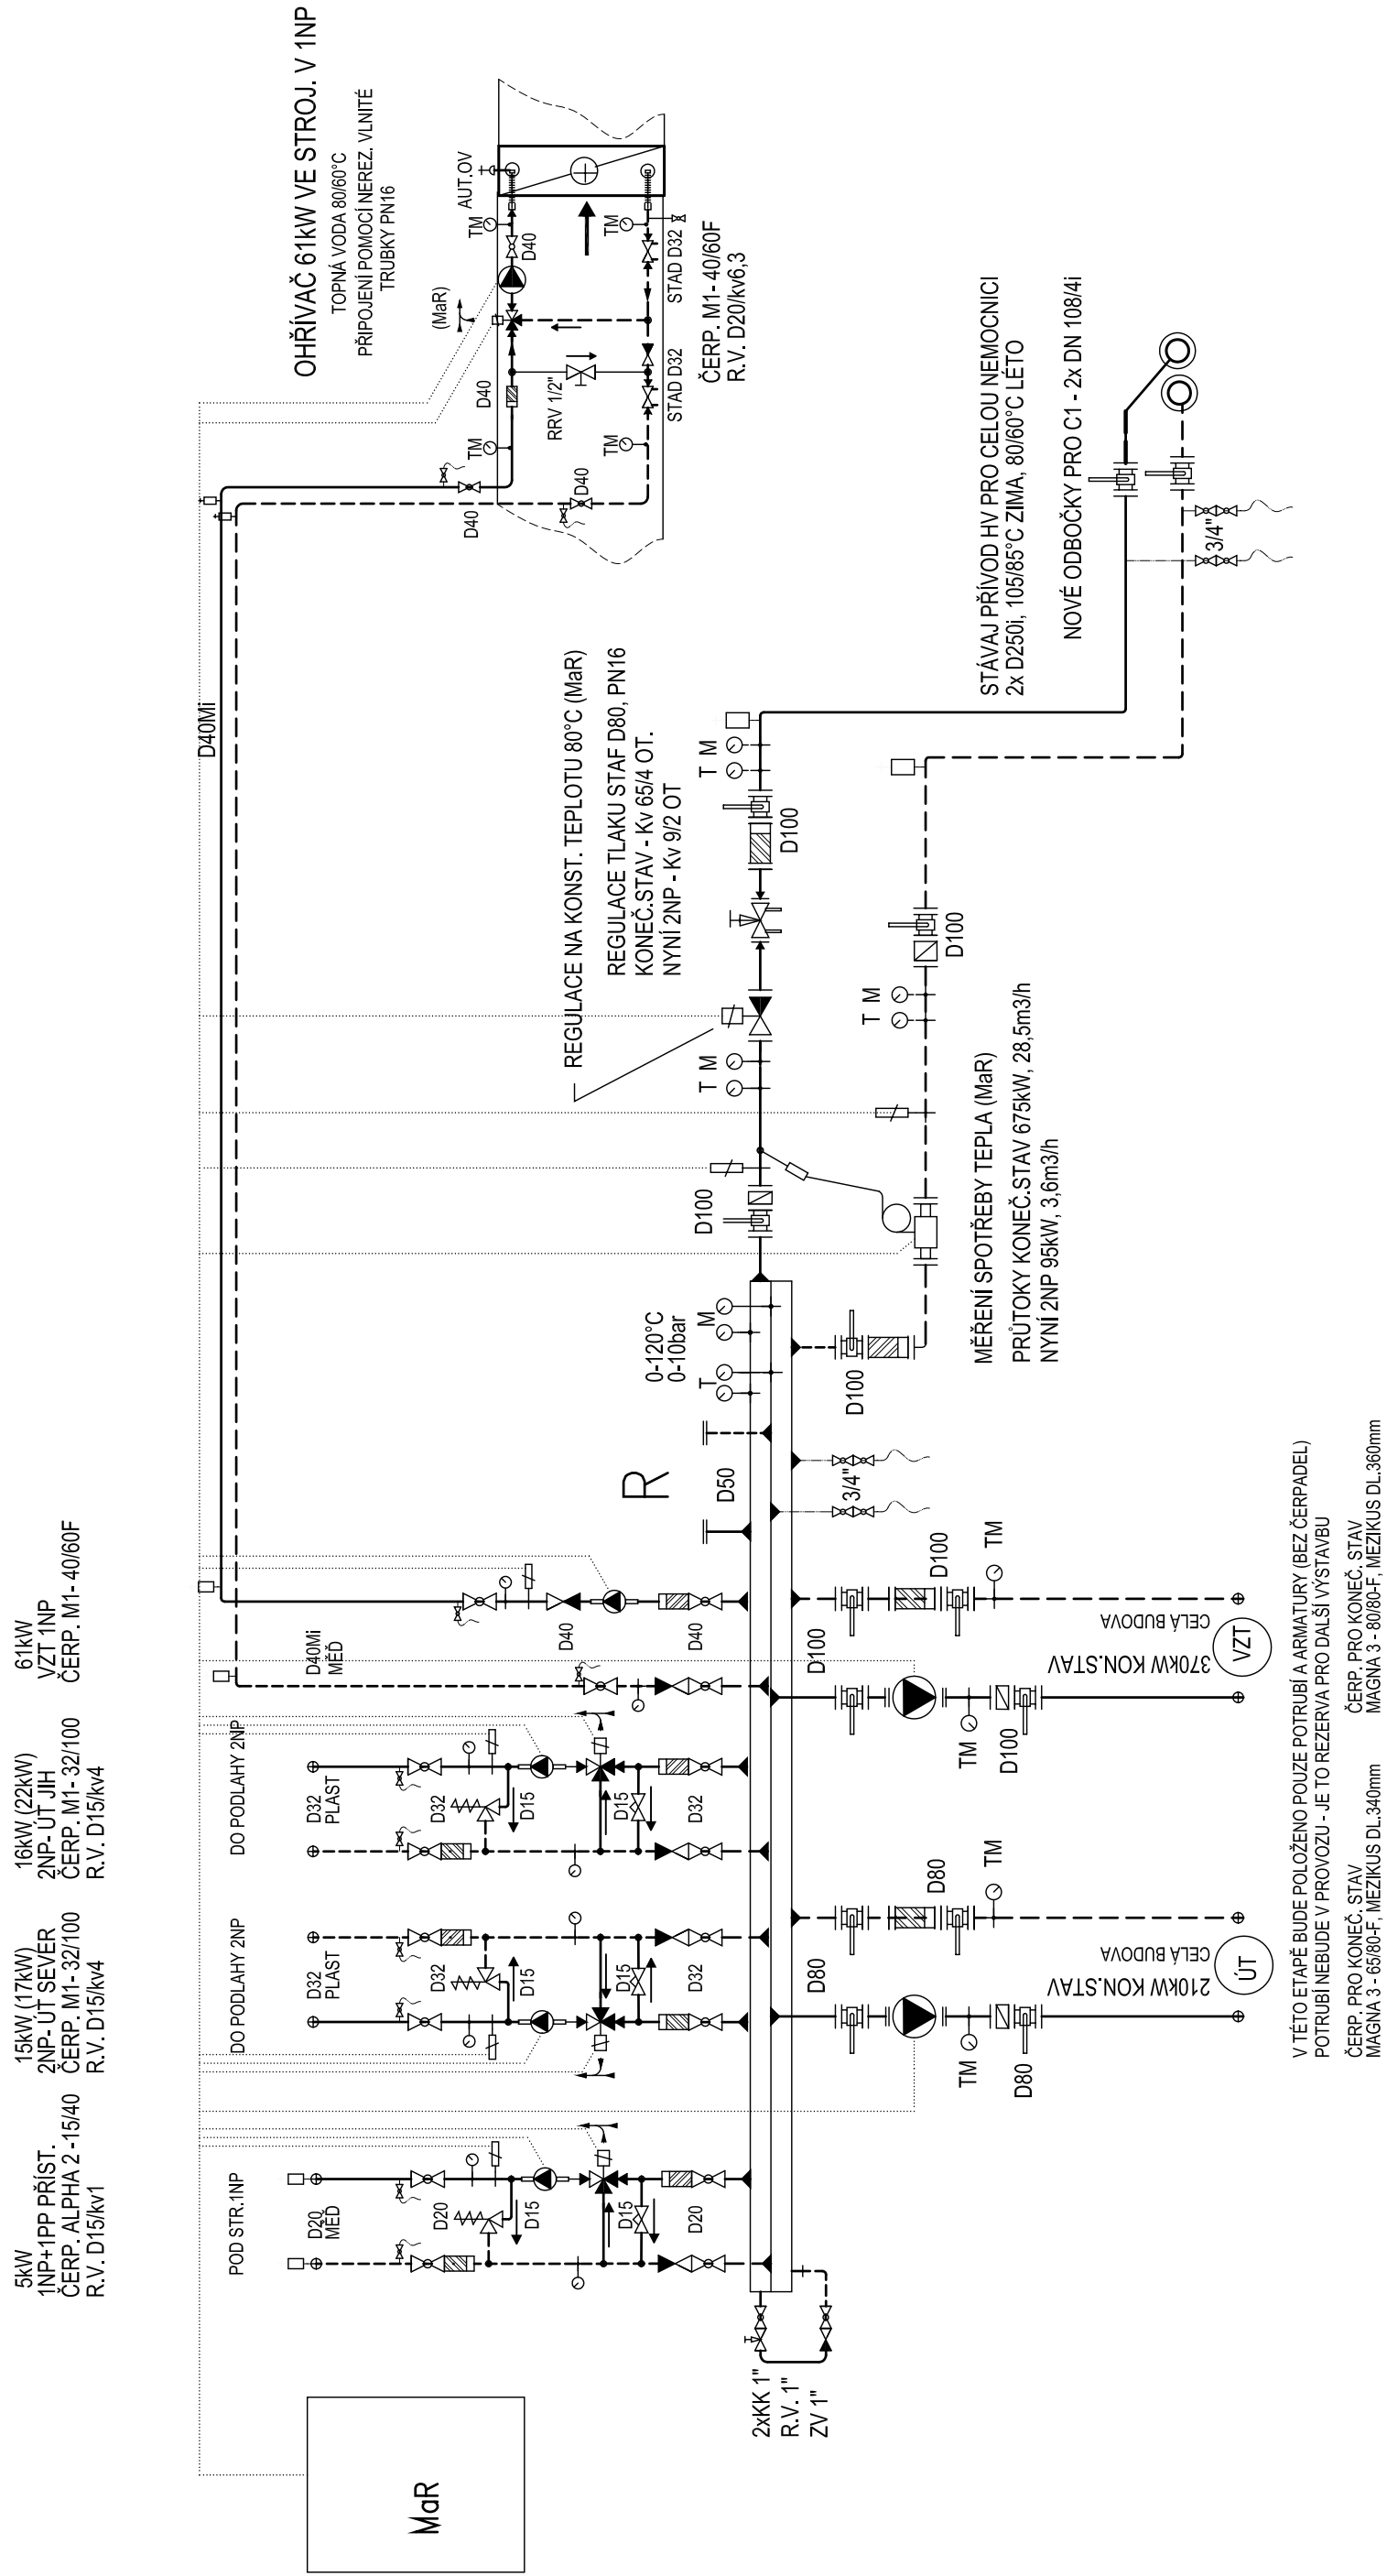 5kW
1NP+1PP PŘÍST.
ČERP. ALPHA 2 -15/40
R.V. D15/kv1
15kW (17kW)
2NP- ÚT SEVER
ČERP. M1- 32/100
R.V. D15/kv4
16kW (22kW)
2NP- ÚT JIH
ČERP. M1- 32/100
R.V. D15/kv4
61kW
VZT 1NP
ČERP. M1- 40/60F
MaR
POD STR.1NP
D20
MĚĎ
D20
D15
D15
D20
DO PODLAHY 2NP
D32
PLAST
D32
D15
D15
D32
DO PODLAHY 2NP
D32
PLAST
D32
D15
D15
D32
D40Mi
MĚĎ
D40
D40
D40Mi
OHŘÍVAČ 61kW VE STROJ. V 1NP
TOPNÁ VODA 80/60°C
PŘIPOJENÍ POMOCÍ NEREZ. VLNITÉ
TRUBKY PN16
(MaR)
AUT.OV
TM
D40
D40
TM
RRV 1/2"
TM
TM
D40
D40
STAD D32
STAD D32
ČERP. M1- 40/60F
R.V. D20/kv6,3
REGULACE NA KONST. TEPLOTU 80°C (MaR)
REGULACE TLAKU STAF D80, PN16
KONEČ.STAV - Kv 65/4 OT.
NYNÍ 2NP - Kv 9/2 OT
R
D50
0-120°C
0-10bar
T
M
D100
T M
T M
D100
STÁVAJ PŘÍVOD HV PRO CELOU NEMOCNICI
2x D250i, 105/85°C ZIMA, 80/60°C LÉTO
NOVÉ ODBOČKY PRO C1 - 2x DN 108/4i
3/4"
T M
D100
D100
MĚŘENÍ SPOTŘEBY TEPLA (MaR)
PRŮTOKY KONEČ.STAV 675kW, 28,5m3/h
NYNÍ 2NP 95kW, 3,6m3/h
3/4"
2xKK 1"
R.V. 1"
ZV 1"
D80
D80
TM
TM
D80
210kW KON.STAV
CELÁ BUDOVA
ÚT
D100
D100
TM
TM
D100
370kW KON.STAV
CELÁ BUDOVA
VZT
V TÉTO ETAPĚ BUDE POLOŽENO POUZE POTRUBÍ A ARMATURY (BEZ ČERPADEL)
POTRUBÍ NEBUDE V PROVOZU - JE TO REZERVA PRO DALŠÍ VÝSTAVBU
ČERP. PRO KONEČ. STAV
MAGNA 3 - 65/80-F, MEZIKUS DL.340mm
ČERP. PRO KONEČ. STAV
MAGNA 3 - 80/80-F, MEZIKUS DL.360mm